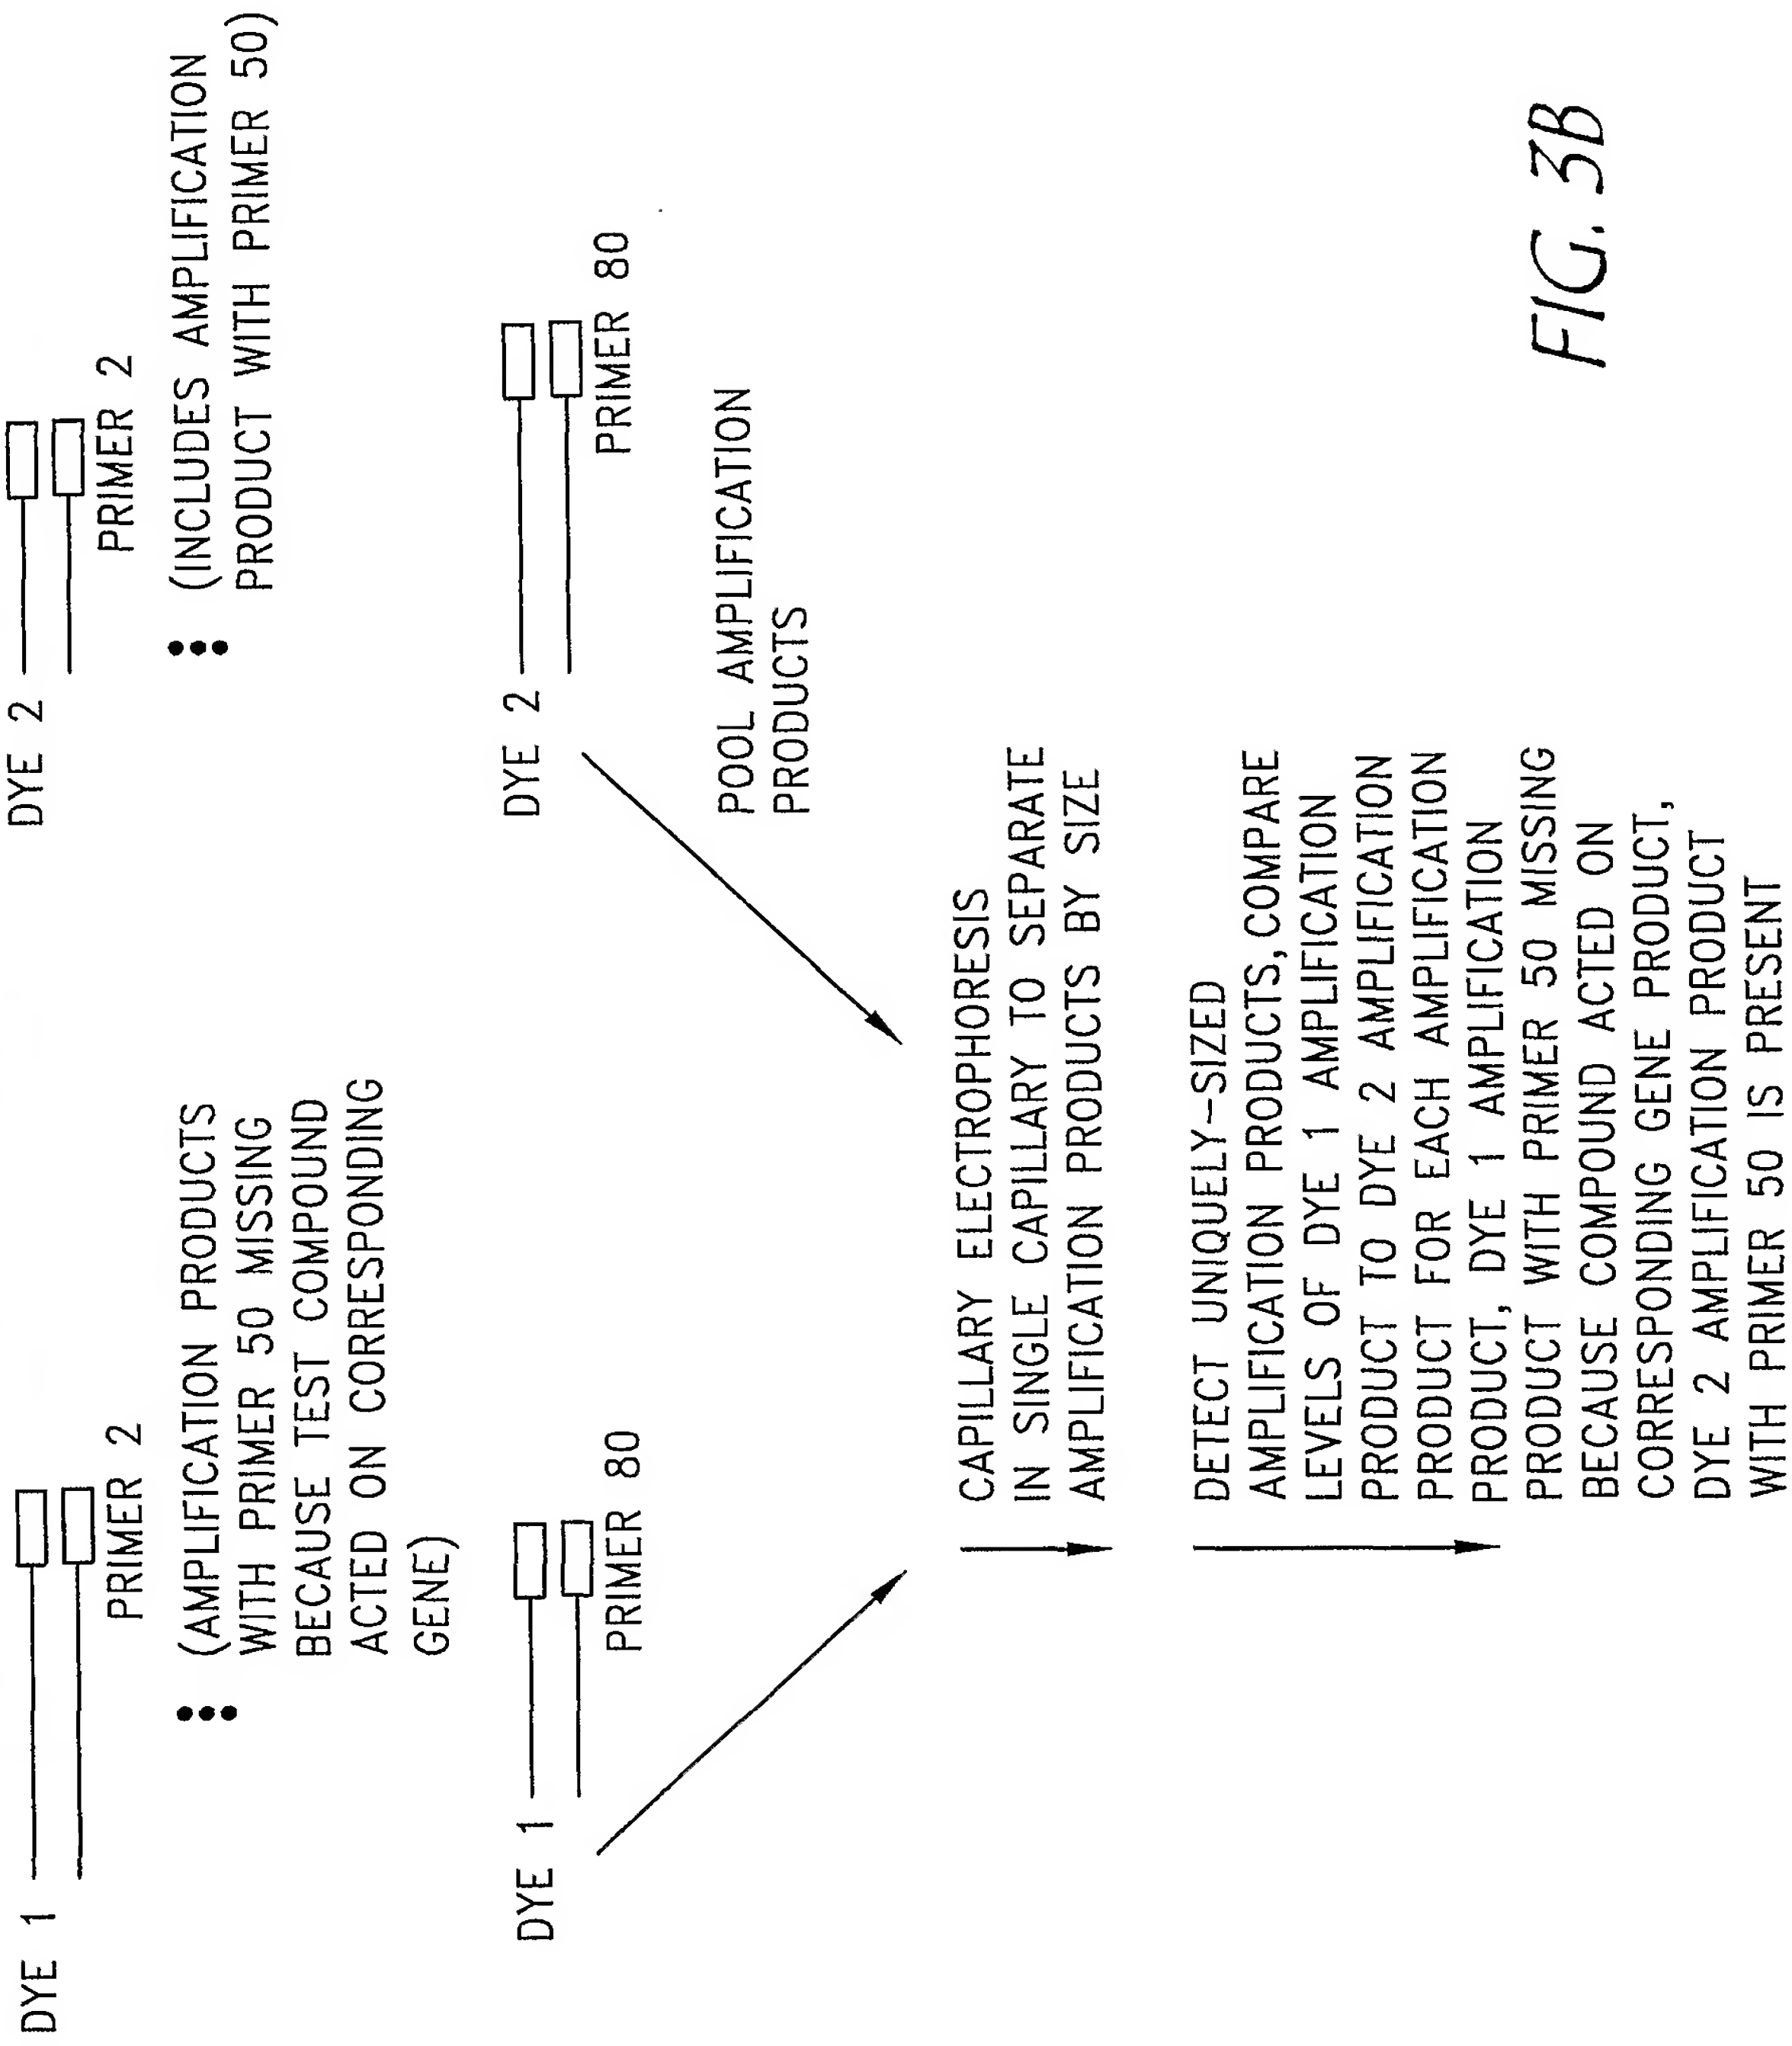 DYE 1
PRIMER 2
(AMPLIFICATION PRODUCTS
WITH PRIMER 50 MISSING
BECAUSE TEST COMPOUND
ACTED ON CORRESPONDING
GENE)
DYE 1
PRIMER 80
DYE 2
PRIMER 2
(INCLUDES AMPLIFICATION
PRODUCT WITH PRIMER 50)
DYE 2
PRIMER 80
POOL AMPLIFICATION
PRODUCTS
CAPILLARY ELECTROPHORESIS
IN SINGLE CAPILLARY TO SEPARATE
AMPLIFICATION PRODUCTS BY SIZE
DETECT UNIQUELY-SIZED
AMPLIFICATION PRODUCTS, COMPARE
LEVELS OF DYE 1 AMPLIFICATION
PRODUCT TO DYE 2 AMPLIFICATION
PRODUCT FOR EACH AMPLIFICATION
PRODUCT, DYE 1 AMPLIFICATION
PRODUCT WITH PRIMER 50 MISSING
BECAUSE COMPOUND ACTED ON
CORRESPONDING GENE PRODUCT,
DYE 2 AMPLIFICATION PRODUCT
WITH PRIMER 50 IS PRESENT
FIG. 3B